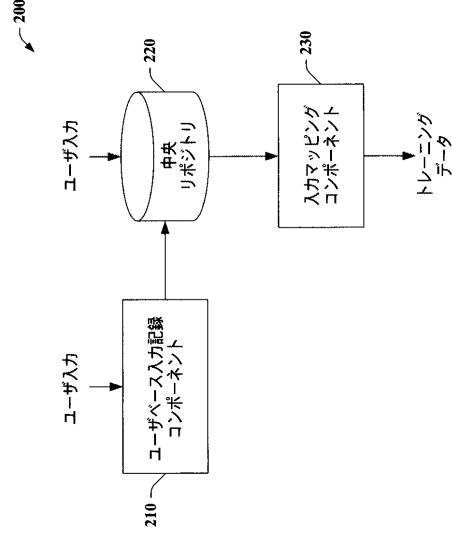 200
ユーザ入力
ユーザ入力
220
中央
リポジトリ
ユーザベース入力記録
コンポーネント
210
230
入力マッピング
コンポーネント
トレーニング
データ